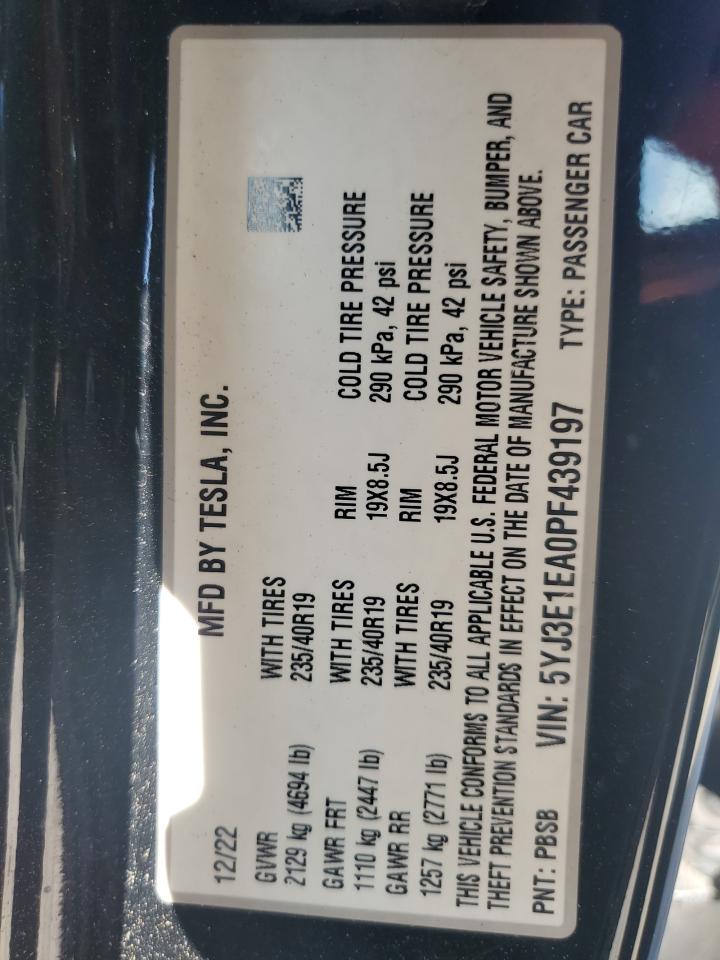 12/22 MFD BY TESLA, INC.
GVWR WITH TIRES
2129 kg (4694 lb) 235/40R19
GAWR FRT WITH TIRES RIM COLD TIRE PRESSURE
1110 kg (2447 lb) 235/40R19 19X8.5J 290 kPa, 42 psi
GAWR RR WITH TIRES RIM COLD TIRE PRESSURE
1257 kg (2771 lb) 235/40R19 19X8.5J 290 kPa, 42 psi
THIS VEHICLE CONFORMS TO ALL APPLICABLE U.S. FEDERAL MOTOR VEHICLE SAFETY, BUMPER, AND
THEFT PREVENTION STANDARDS IN EFFECT ON THE DATE OF MANUFACTURE SHOWN ABOVE.
PNT: PBSB VIN: 5YJ3E1EA0PF439197 TYPE: PASSENGER CAR